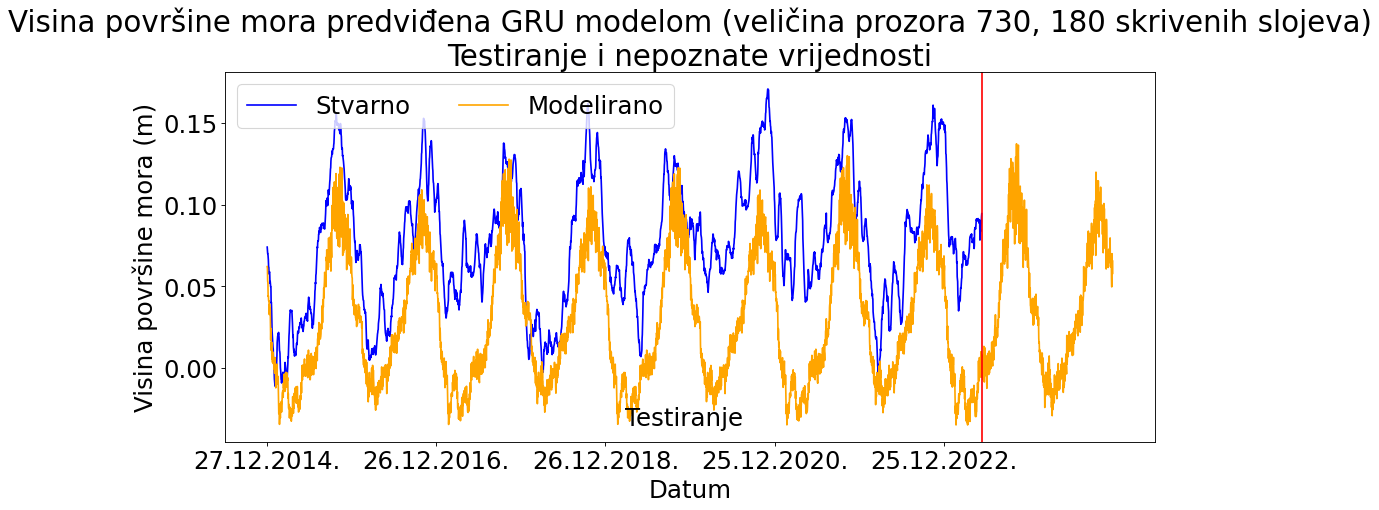 Visina površine mora predviđena GRU modelom (veličina prozora 730, 180 skrivenih slojeva)
Testiranje i nepoznate vrijednosti
Stvarno
Modelirano
Visina površine mora (m)
0.15
0.10
0.05
0.00
Testiranje
27.12.2014.
26.12.2016.
26.12.2018.
25.12.2020.
25.12.2022.
Datum